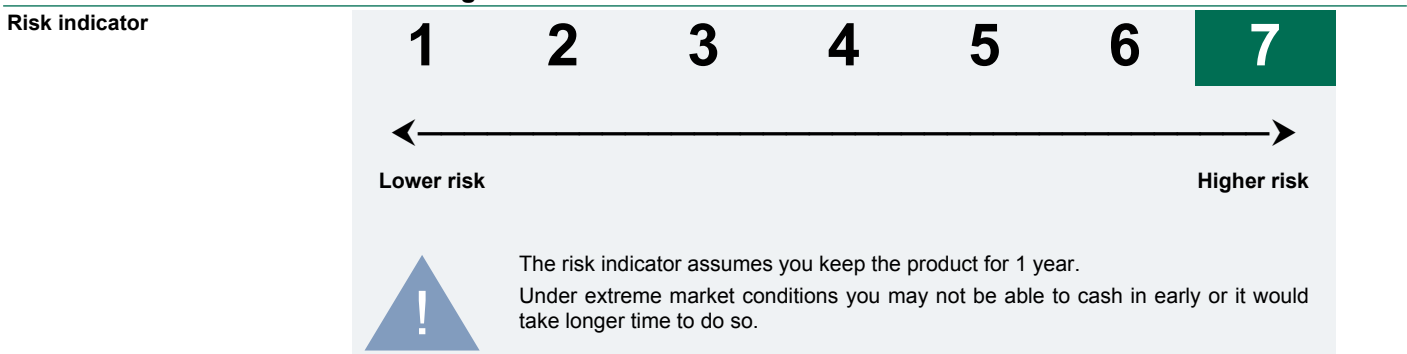 Risk indicator
1 2 3 4 5 6 7
Lower risk Higher risk
!
The risk indicator assumes you keep the product for 1 year.
Under extreme market conditions you may not be able to cash in early or it would
take longer time to do so.